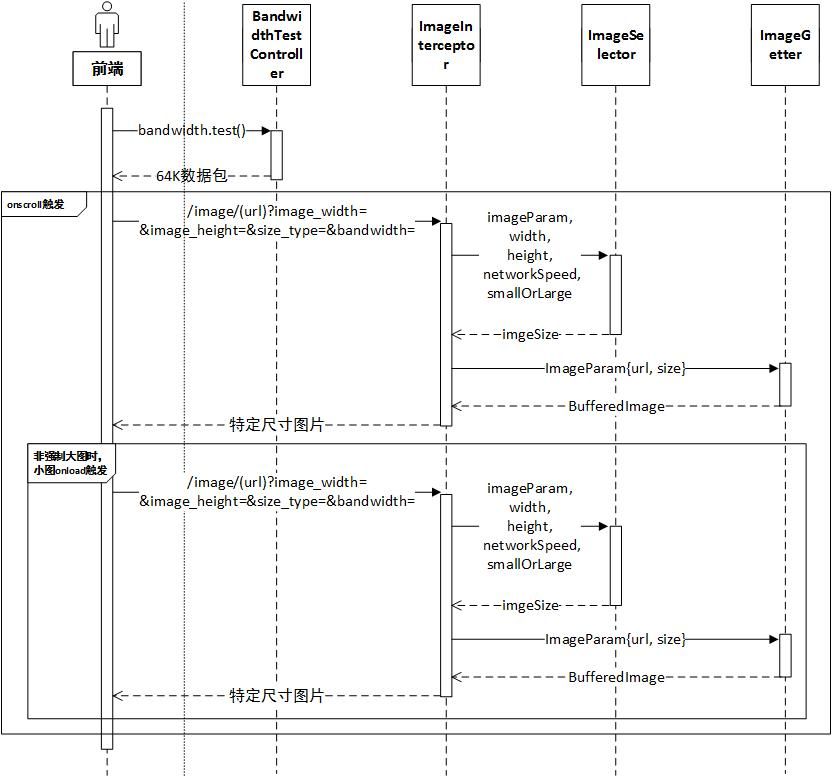 前端
Bandwi
dthTest
Controll
er
ImageIn
tercepto
r
ImageSe
lector
ImageG
etter
bandwidth.test()
64K数据包
onscroll触发
/image/(url)?image_width=
&image_height=&size_type=&bandwidth=
imageParam,
width,
height,
networkSpeed,
smallOrLarge
imgeSize
ImageParam{url, size}
BufferedImage
特定尺寸图片
非强制大图时，
小图onload触发
/image/(url)?image_width=
&image_height=&size_type=&bandwidth=
imageParam,
width,
height,
networkSpeed,
smallOrLarge
imgeSize
ImageParam{url, size}
BufferedImage
特定尺寸图片